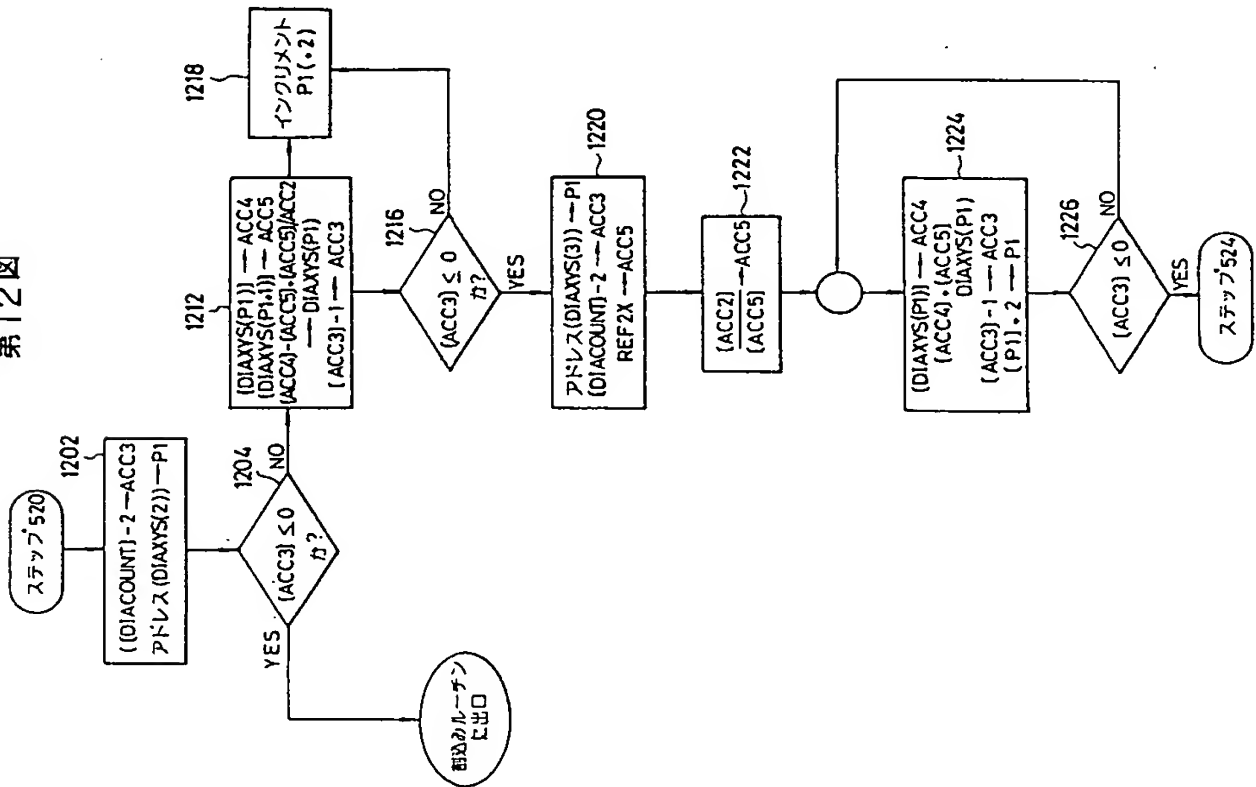 第12図
ステップ520
1202
((DIACOUNT]-2―ACC3
アドレス(DIAXYS(2))―P1
1204
[ACC3] ≤ 0
か?
YES
NO
割込みルーチン
に出口
1212
[DIAXYS(P1)] ― ACC4
(DIAXYS(P1+1)] ― ACC5
(ACC4)-(ACC5)•(ACC5)/ACC2
― DIAXYS(P1)
[ACC3]-1 ― ACC3
1218
インクリメント
P1(+2)
1216
[ACC3] ≤ 0
か?
NO
YES
1220
アドレス(DIAXYS(3))―P1
(DIACOUNT]-2―ACC3
REF2X ―ACC5
1222
[ACC2]
[ACC5]
―ACC5
1224
(DIAXYS(P1)] ― ACC4
(ACC4)•(ACC5]
DIAXYS(P1)
(ACC3)-1 ― ACC3
(P1]+2 ― P1
1226
[ACC3] ≤ 0
NO
YES
ステップ524